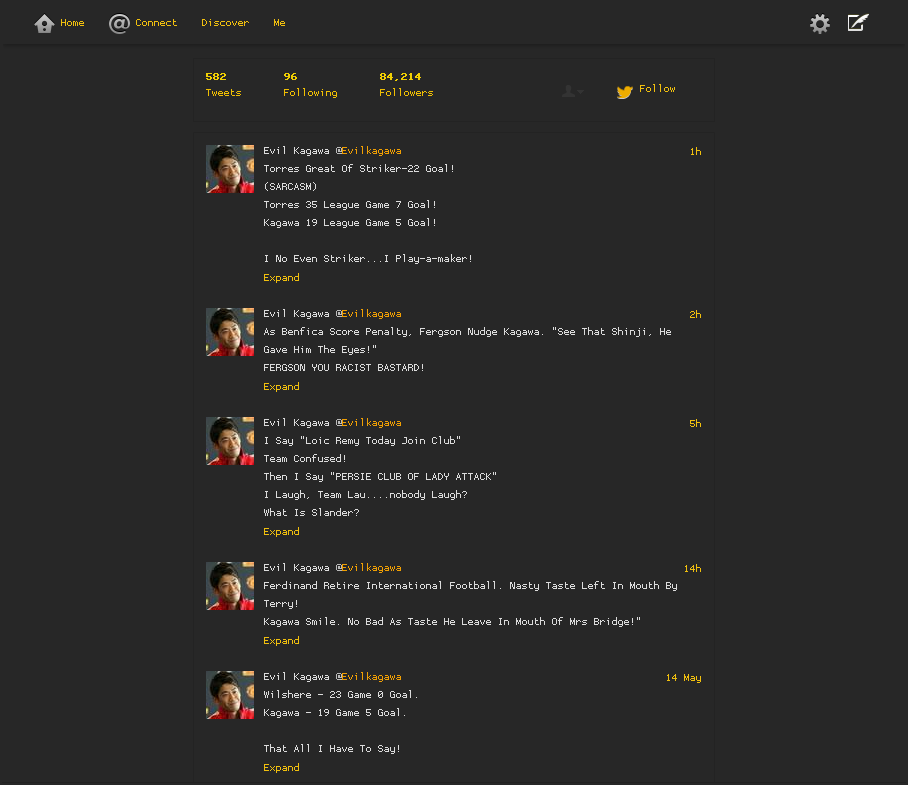 Home Connect Discover Me
582 96 84,214
Tweets Following Followers Follow
Evil Kagawa @Evilkagawa 1h
Torres Great Of Striker-22 Goal!
(SARCASM)
Torres 35 League Game 7 Goal!
Kagawa 19 League Game 5 Goal!
I No Even Striker...I Play-a-maker!
Expand
Evil Kagawa @Evilkagawa 2h
As Benfica Score Penalty, Fergson Nudge Kagawa. "See That Shinji, He
Gave Him The Eyes!"
FERGSON YOU RACIST BASTARD!
Expand
Evil Kagawa @Evilkagawa 5h
I Say "Loic Remy Today Join Club"
Team Confused!
Then I Say "PERSIE CLUB OF LADY ATTACK"
I Laugh, Team Lau....nobody Laugh?
What Is Slander?
Expand
Evil Kagawa @Evilkagawa 14h
Ferdinand Retire International Football. Nasty Taste Left In Mouth By
Terry!
Kagawa Smile. No Bad As Taste He Leave In Mouth Of Mrs Bridge!"
Expand
Evil Kagawa @Evilkagawa 14 May
Wilshere - 23 Game 0 Goal.
Kagawa - 19 Game 5 Goal.
That All I Have To Say!
Expand